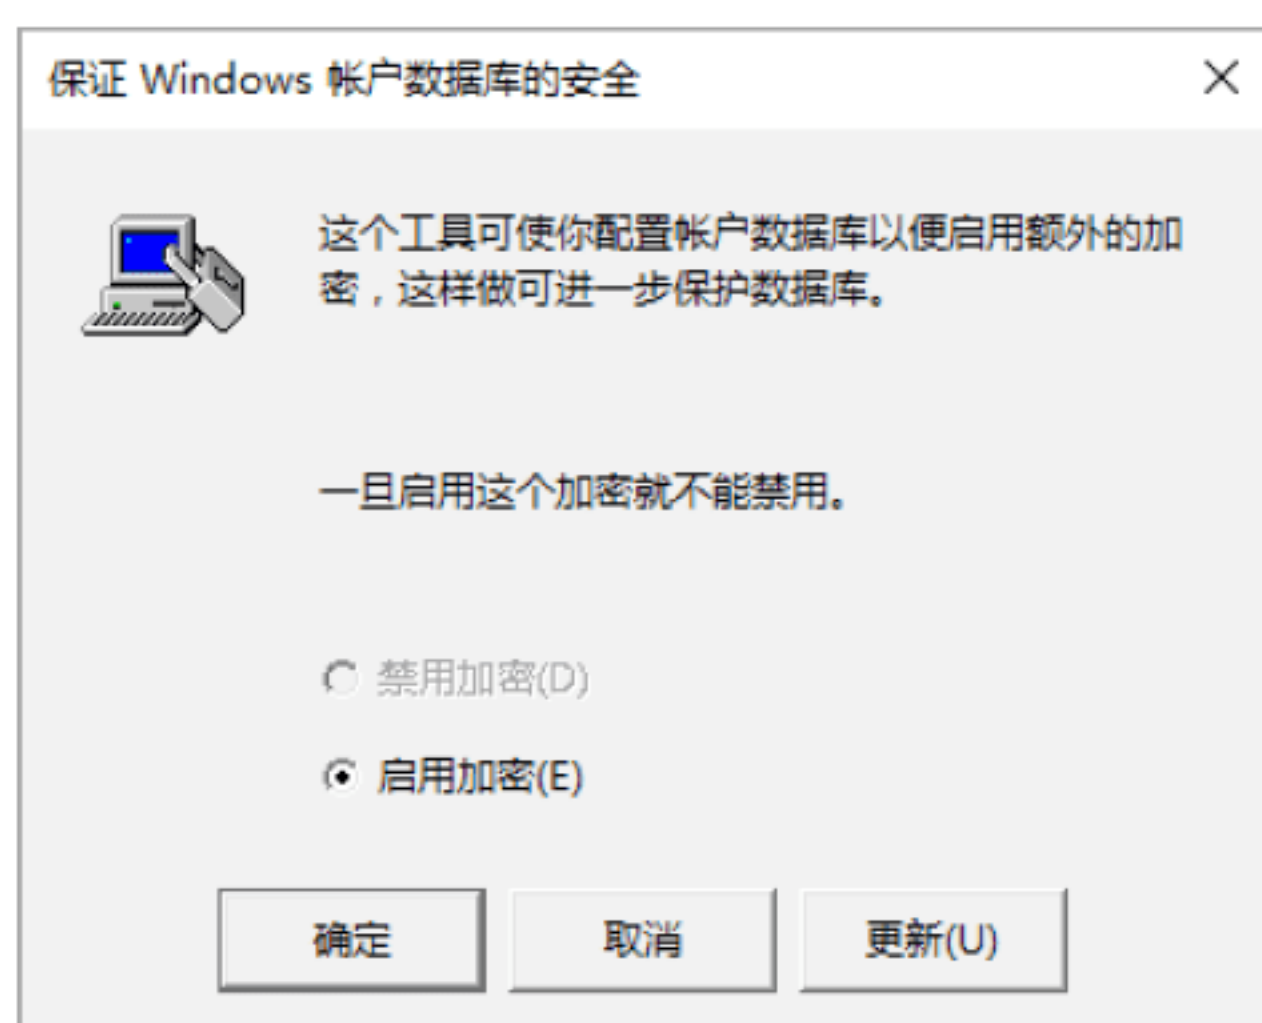 保证 Windows 帐户数据库的安全
这个工具可使你配置帐户数据库以便启用额外的加
密，这样做可进一步保护数据库。
一旦启用这个加密就不能禁用。
禁用加密(D)
启用加密(E)
确定 取消 更新(U)